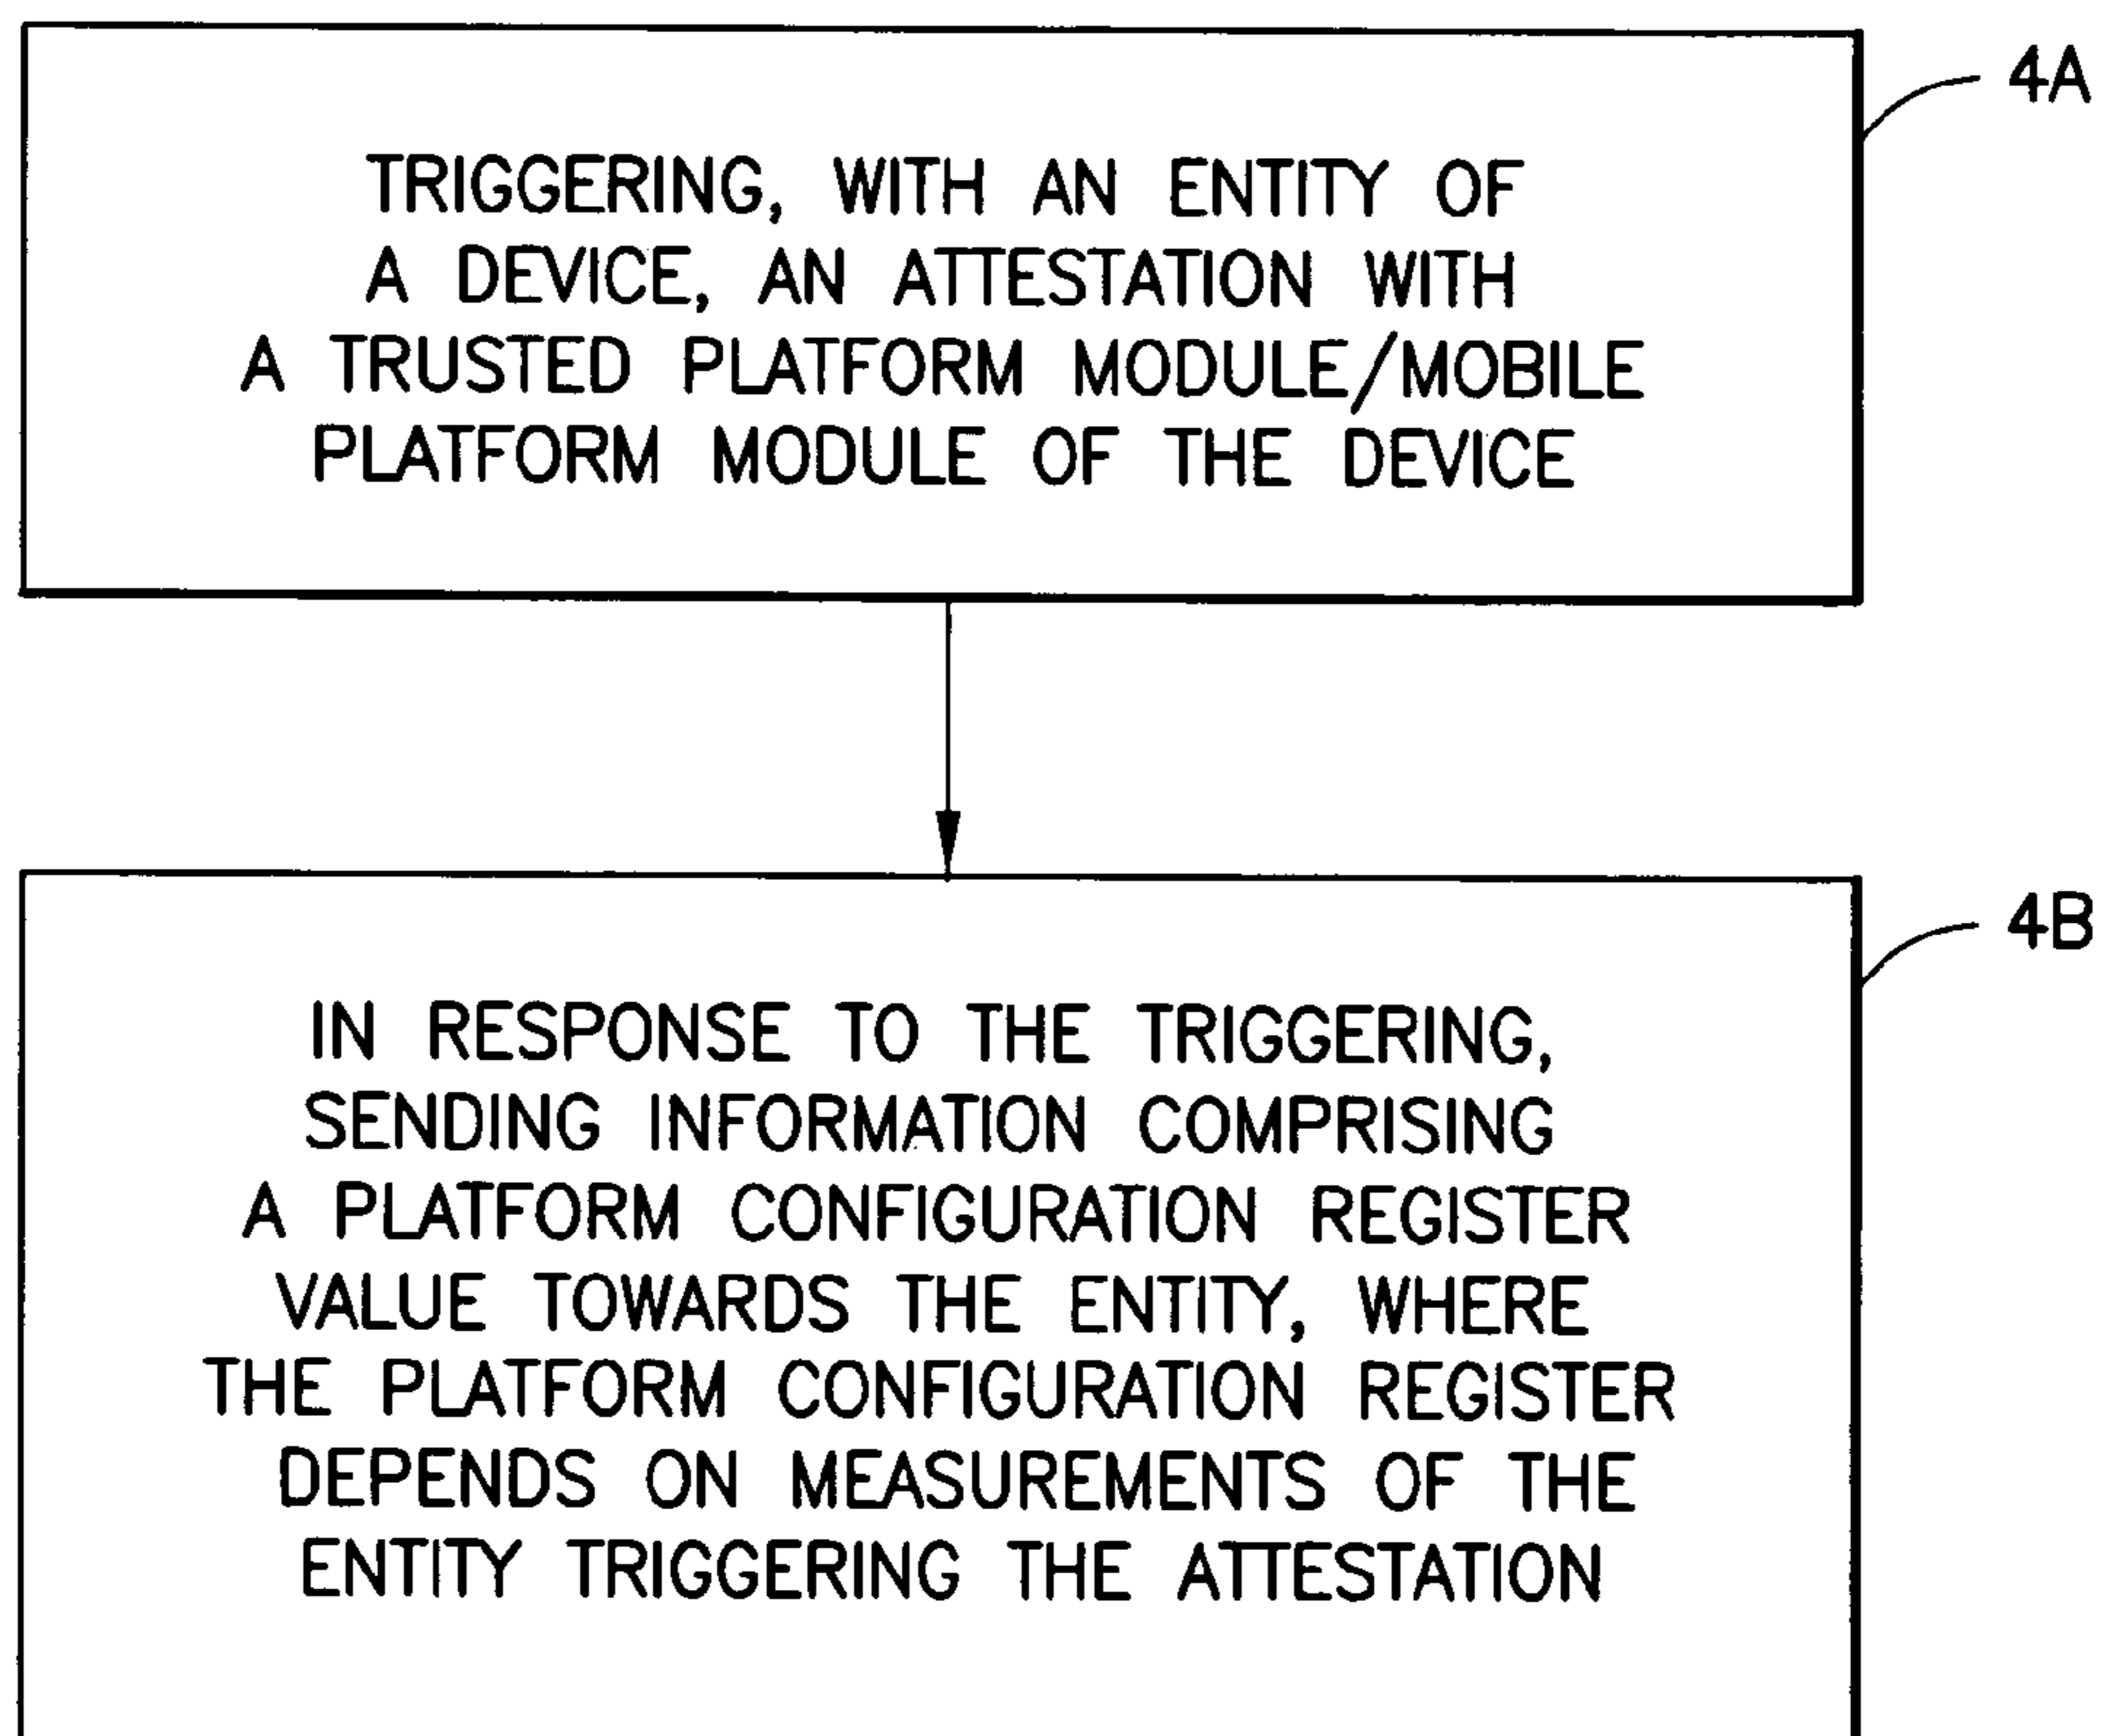 4A
TRIGGERING, WITH AN ENTITY OF
A DEVICE, AN ATTESTATION WITH
A TRUSTED PLATFORM MODULE/MOBILE
PLATFORM MODULE OF THE DEVICE
4B
IN RESPONSE TO THE TRIGGERING,
SENDING INFORMATION COMPRISING
A PLATFORM CONFIGURATION REGISTER
VALUE TOWARDS THE ENTITY, WHERE
THE PLATFORM CONFIGURATION REGISTER
DEPENDS ON MEASUREMENTS OF THE
ENTITY TRIGGERING THE ATTESTATION